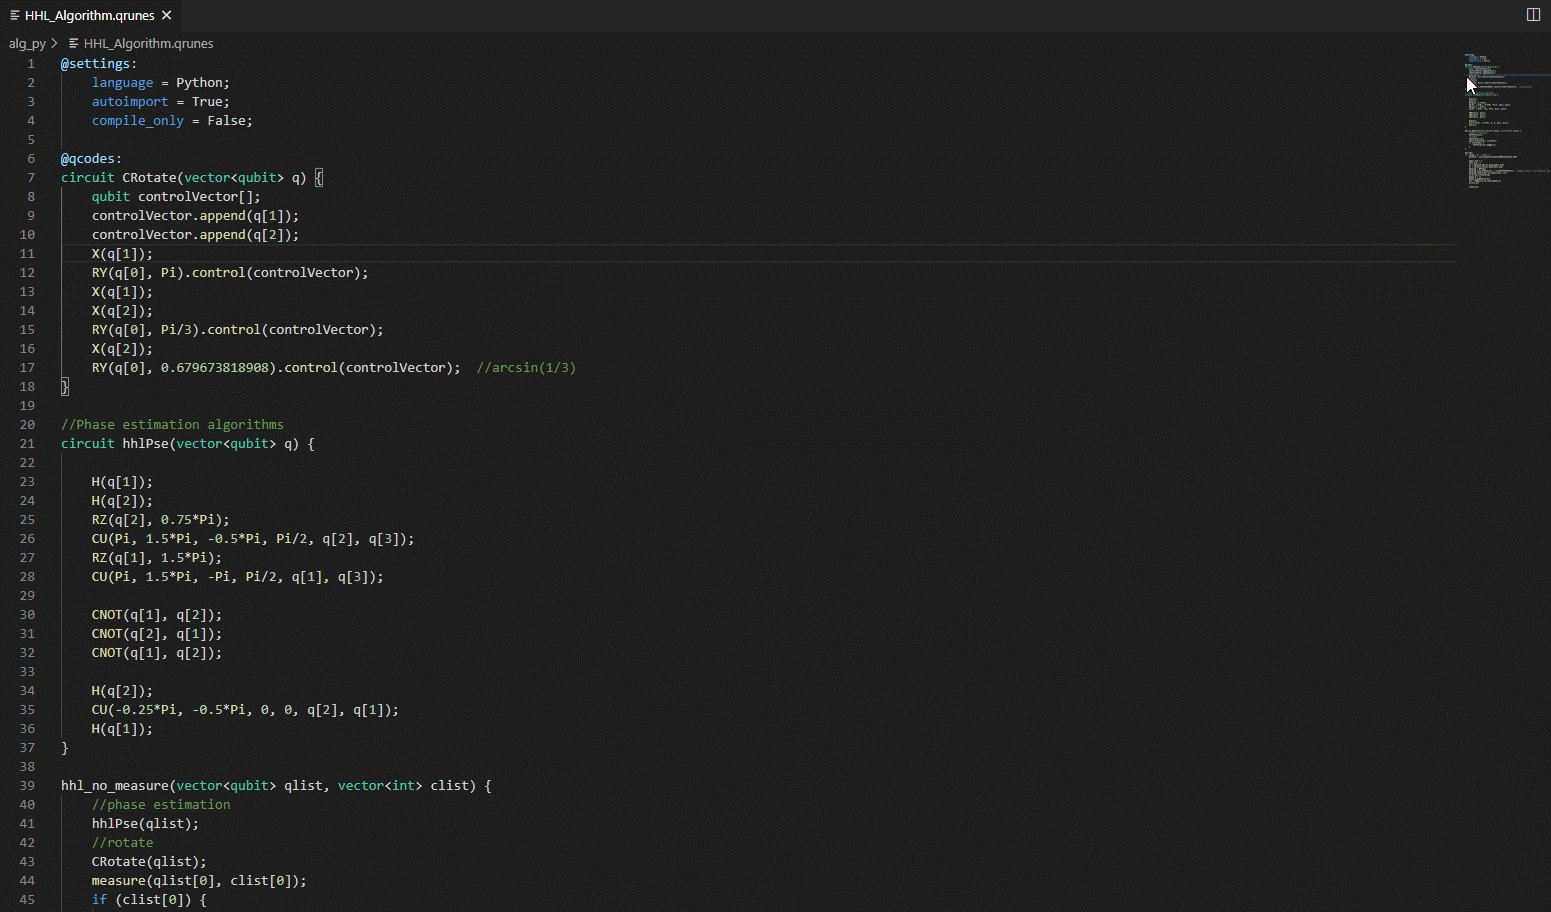 HHL_Algorithm.qrunes
alg_py > HHL_Algorithm.qrunes
1 @settings:
2 language = Python;
3 autoimport = True;
4 compile_only = False;
5
6 @qcodes:
7 circuit CRotate(vector<qubit> q) {
8 qubit controlVector[];
9 controlVector.append(q[1]);
10 controlVector.append(q[2]);
11 X(q[1]);
12 RY(q[0], Pi).control(controlVector);
13 X(q[1]);
14 X(q[2]);
15 RY(q[0], Pi/3).control(controlVector);
16 X(q[2]);
17 RY(q[0], 0.679673818908).control(controlVector);  //arcsin(1/3)
18 }
19
20 //Phase estimation algorithms
21 circuit hhlPse(vector<qubit> q) {
22
23 H(q[1]);
24 H(q[2]);
25 RZ(q[2], 0.75*Pi);
26 CU(Pi, 1.5*Pi, -0.5*Pi, Pi/2, q[2], q[3]);
27 RZ(q[1], 1.5*Pi);
28 CU(Pi, 1.5*Pi, -Pi, Pi/2, q[1], q[3]);
29
30 CNOT(q[1], q[2]);
31 CNOT(q[2], q[1]);
32 CNOT(q[1], q[2]);
33
34 H(q[2]);
35 CU(-0.25*Pi, -0.5*Pi, 0, 0, q[2], q[1]);
36 H(q[1]);
37 }
38
39 hhl_no_measure(vector<qubit> qlist, vector<int> clist) {
40 //phase estimation
41 hhlPse(qlist);
42 //rotate
43 CRotate(qlist);
44 measure(qlist[0], clist[0]);
45 if (clist[0]) {